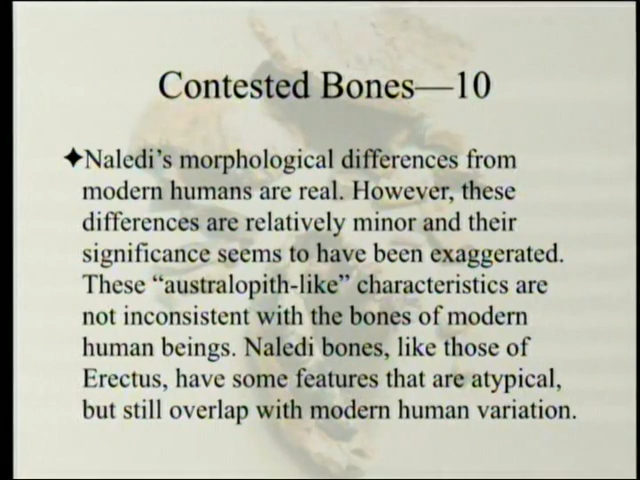 Contested Bones—10
✦Naledi's morphological differences from
modern humans are real. However, these
differences are relatively minor and their
significance seems to have been exaggerated.
These “australopith-like” characteristics are
not inconsistent with the bones of modern
human beings. Naledi bones, like those of
Erectus, have some features that are atypical,
but still overlap with modern human variation.